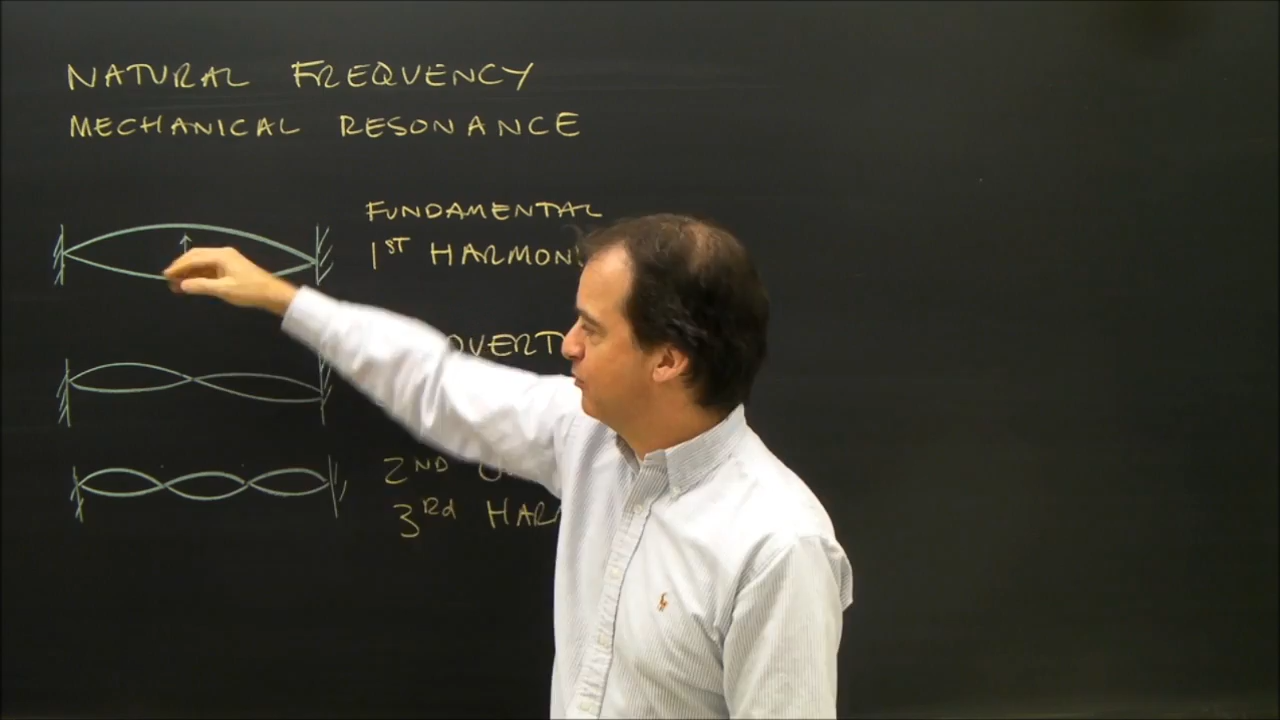 NATURAL FREQUENCY
MECHANICAL RESONANCE
FUNDAMENTAL
1ST HARMONI
OVERT
2ND
3Rd HAR